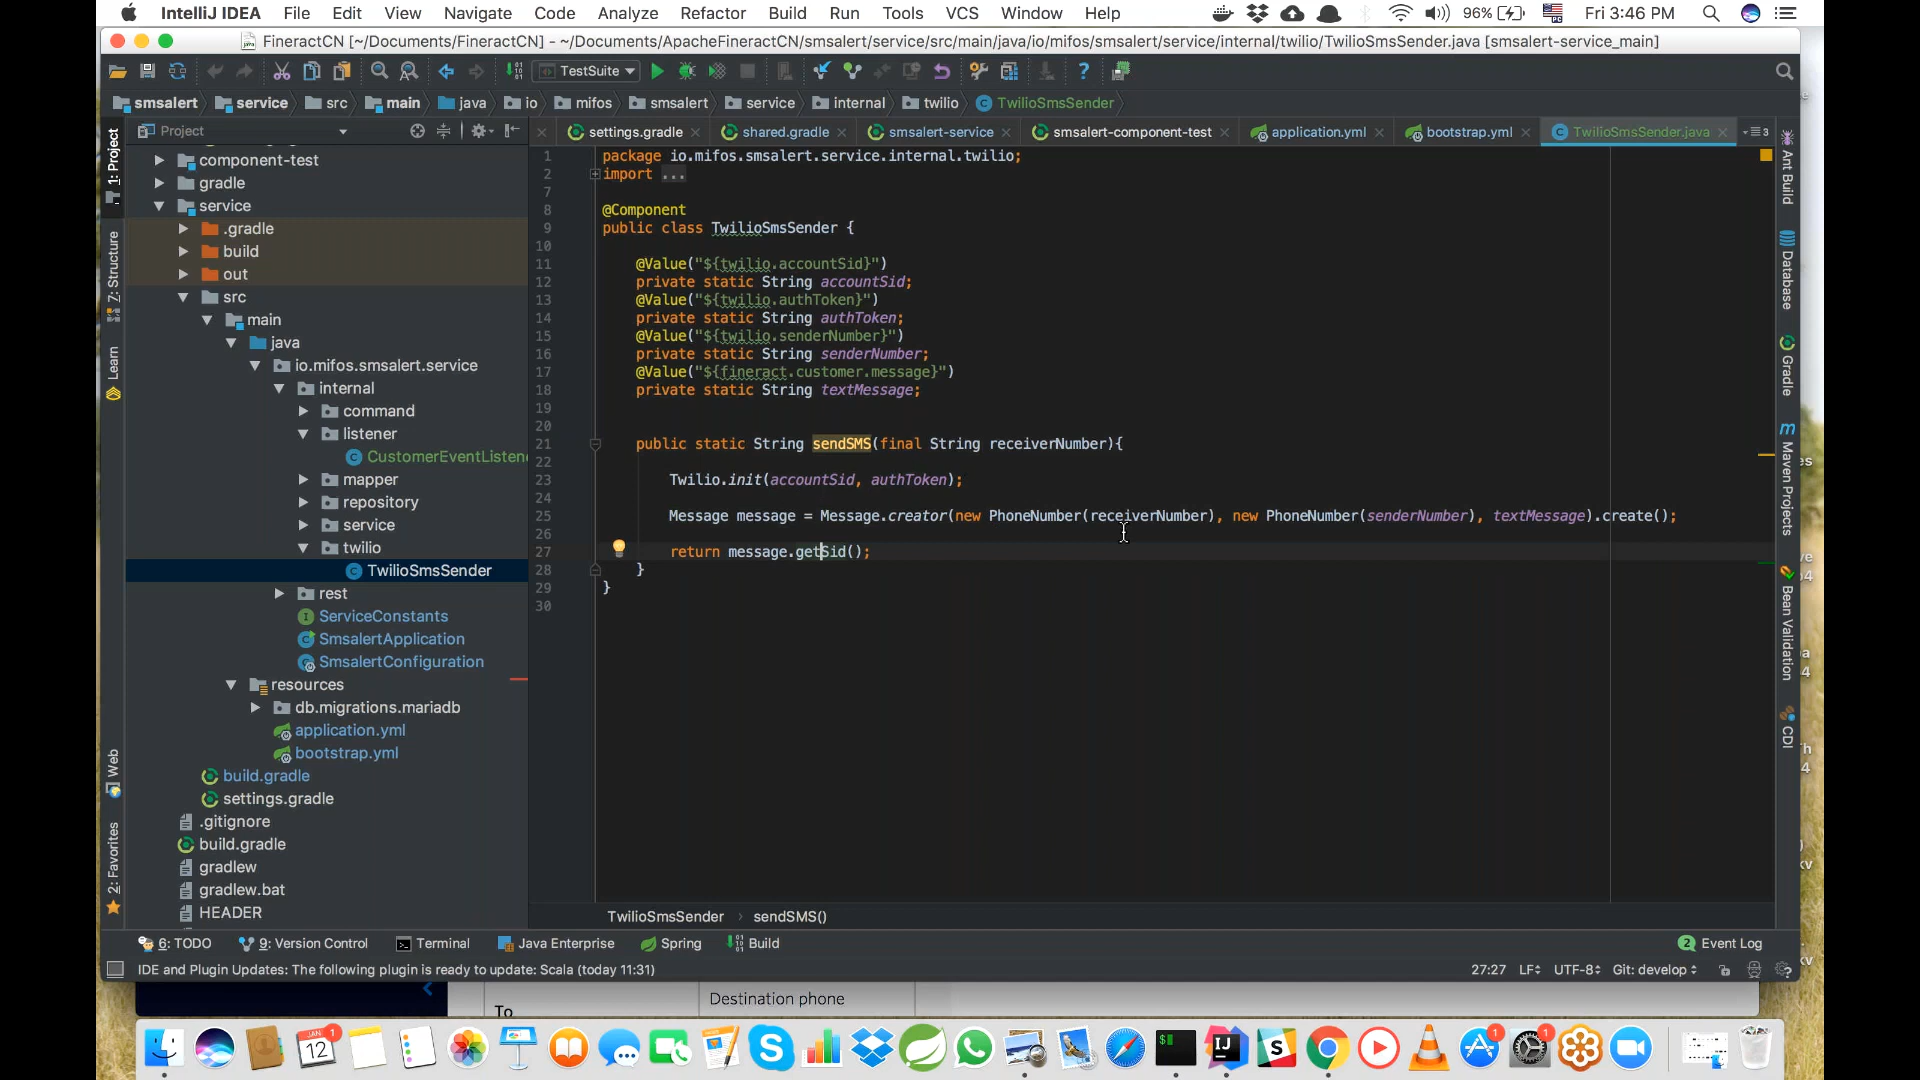 IntelliJ IDEA File Edit View Navigate Code Analyze Refactor Build Run Tools VCS Window Help 96% Fri 3:46 PM
FineractCN [~/Documents/FineractCN] - ~/Documents/ApacheFineractCN/smsalert/service/src/main/java/io/mifos/smsalert/service/internal/twilio/TwilioSmsSender.java [smsalert-service_main]
TestSuite
smsalert service src main java io mifos smsalert service internal twilio TwilioSmsSender
Project
settings.gradle shared.gradle smsalert-service smsalert-component-test application.yml bootstrap.yml TwilioSmsSender.java
1: Project
7: Structure
Learn
Web
2: Favorites
component-test
gradle
service
.gradle
build
out
src
main
java
io.mifos.smsalert.service
internal
command
listener
CustomerEventListene
mapper
repository
service
twilio
TwilioSmsSender
rest
ServiceConstants
SmsalertApplication
SmsalertConfiguration
resources
db.migrations.mariadb
application.yml
bootstrap.yml
build.gradle
settings.gradle
.gitignore
build.gradle
gradlew
gradlew.bat
HEADER
1 package io.mifos.smsalert.service.internal.twilio;
2 import ...
7
8 @Component
9 public class TwilioSmsSender {
10
11 @Value("${twilio.accountSid}")
12 private static String accountSid;
13 @Value("${twilio.authToken}")
14 private static String authToken;
15 @Value("${twilio.senderNumber}")
16 private static String senderNumber;
17 @Value("${fineract.customer.message}")
18 private static String textMessage;
19
20
21 public static String sendSMS(final String receiverNumber){
22
23 Twilio.init(accountSid, authToken);
24
25 Message message = Message.creator(new PhoneNumber(receiverNumber), new PhoneNumber(senderNumber), textMessage).create();
26
27 return message.getSid();
28 }
29 }
30
Ant Build
Database
Gradle
Maven Projects
Bean Validation
CDI
TwilioSmsSender sendSMS()
6: TODO 9: Version Control Terminal Java Enterprise Spring Build 2 Event Log
IDE and Plugin Updates: The following plugin is ready to update: Scala (today 11:31) 27:27 LF UTF-8 Git: develop
To Destination phone
JAN 12 1
1 1